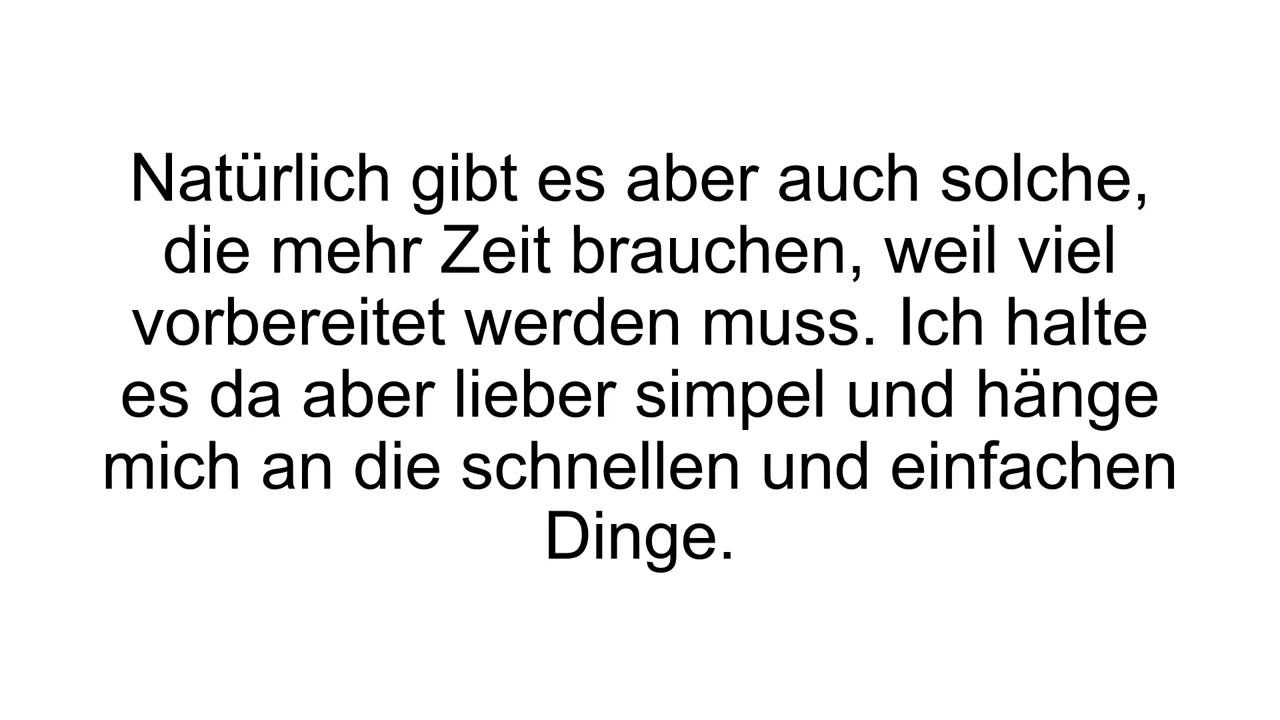 Natürlich gibt es aber auch solche,
die mehr Zeit brauchen, weil viel
vorbereitet werden muss. Ich halte
es da aber lieber simpel und hänge
mich an die schnellen und einfachen
Dinge.